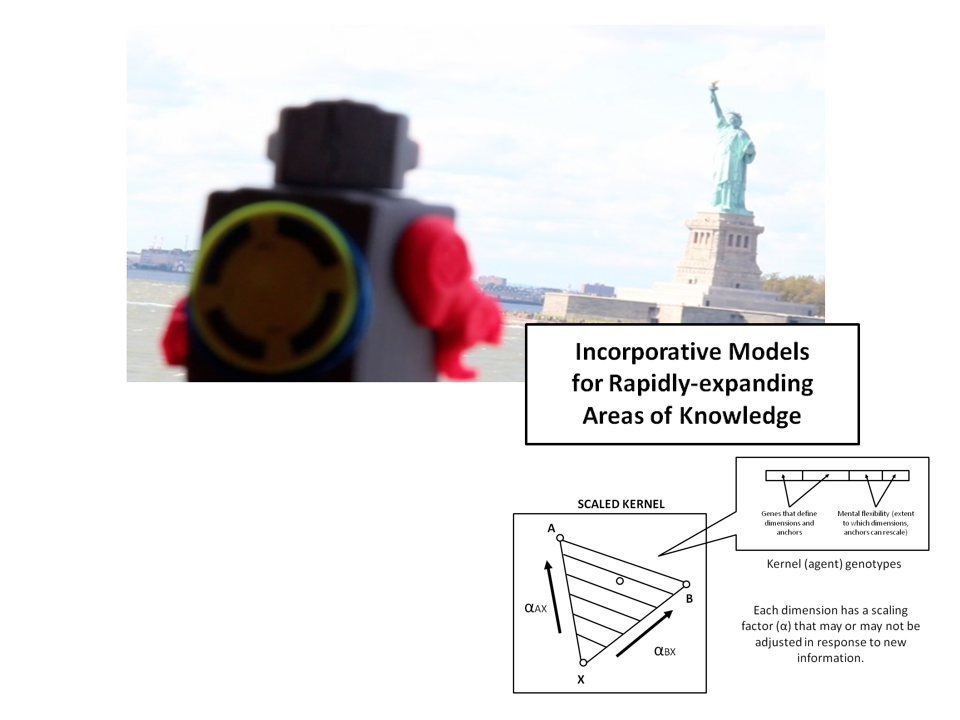 Incorporative Models
for Rapidly-expanding
Areas of Knowledge
SCALED KERNEL
A
B
X
αAX
αBX
Genes that define
dimensions and
anchors
Mental flexibility (extent
to which dimensions,
anchors can rescale)
Kernel (agent) genotypes
Each dimension has a scaling
factor (α) that may or may not be
adjusted in response to new
information.